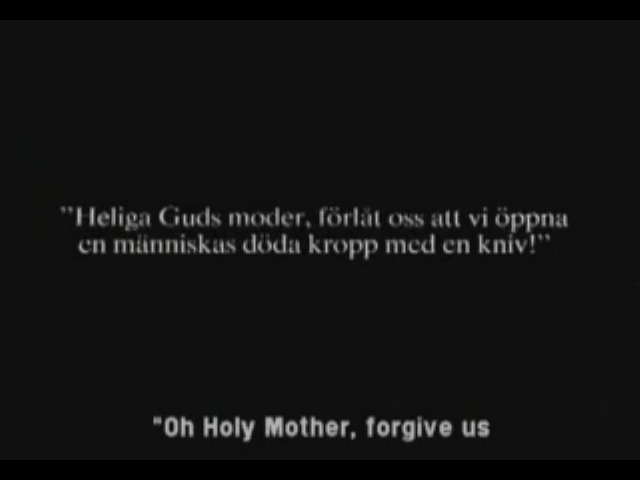 ”Heliga Guds moder, förlåt oss att vi öppna
en människas döda kropp med en kniv!”
"Oh Holy Mother, forgive us